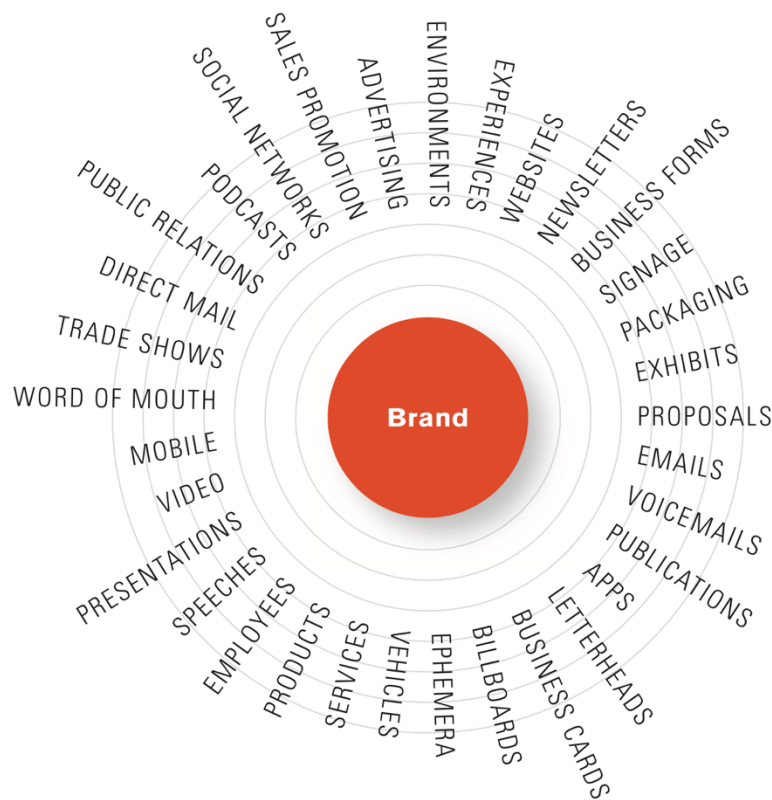 Brand
ENVIRONMENTS
EXPERIENCES
WEBSITES
NEWSLETTERS
BUSINESS FORMS
SIGNAGE
PACKAGING
EXHIBITS
PROPOSALS
EMAILS
VOICEMAILS
PUBLICATIONS
APPS
LETTERHEADS
BUSINESS CARDS
BILLBOARDS
EPHEMERA
VEHICLES
SERVICES
PRODUCTS
EMPLOYEES
SPEECHES
PRESENTATIONS
VIDEO
MOBILE
WORD OF MOUTH
TRADE SHOWS
DIRECT MAIL
PUBLIC RELATIONS
PODCASTS
SOCIAL NETWORKS
SALES PROMOTION
ADVERTISING